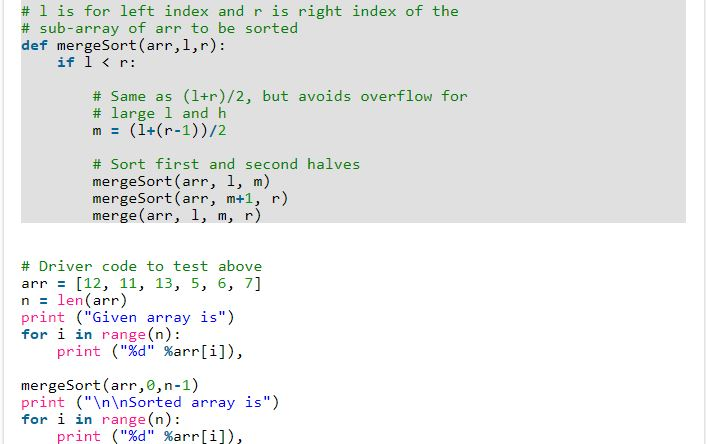 # l is for left index and r is right index of the
# sub-array of arr to be sorted
def mergeSort(arr,l,r):
    if l < r:
        # Same as (l+r)/2, but avoids overflow for
        # large l and h
        m = (l+(r-1))/2
        # Sort first and second halves
        mergeSort(arr, l, m)
        mergeSort(arr, m+1, r)
        merge(arr, l, m, r)
# Driver code to test above
arr = [12, 11, 13, 5, 6, 7]
n = len(arr)
print ("Given array is")
for i in range(n):
    print ("%d" %arr[i]),
mergeSort(arr,0,n-1)
print ("\n\nSorted array is")
for i in range(n):
    print ("%d" %arr[i]),